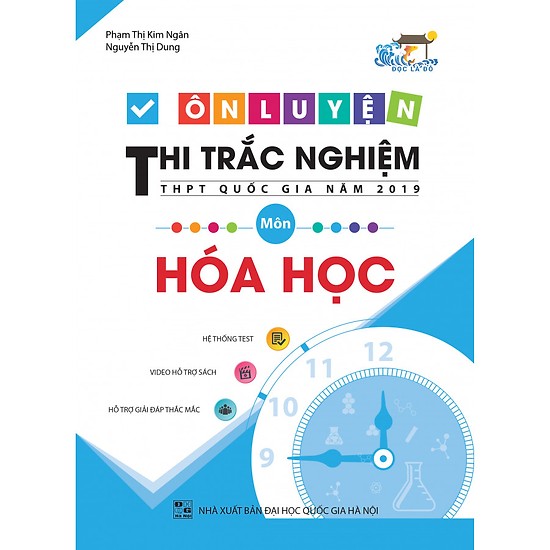 Phạm Thị Kim Ngân
Nguyễn Thị Dung
ĐỌC LÀ ĐỖ
ÔN LUYỆN
THI TRẮC NGHIỆM
THPT QUỐC GIA NĂM 2019
Môn
HÓA HỌC
HỆ THỐNG TEST
VIDEO HỖ TRỢ SÁCH
HỖ TRỢ GIẢI ĐÁP THẮC MẮC
12
11
10
9
NHÀ XUẤT BẢN ĐẠI HỌC QUỐC GIA HÀ NỘI